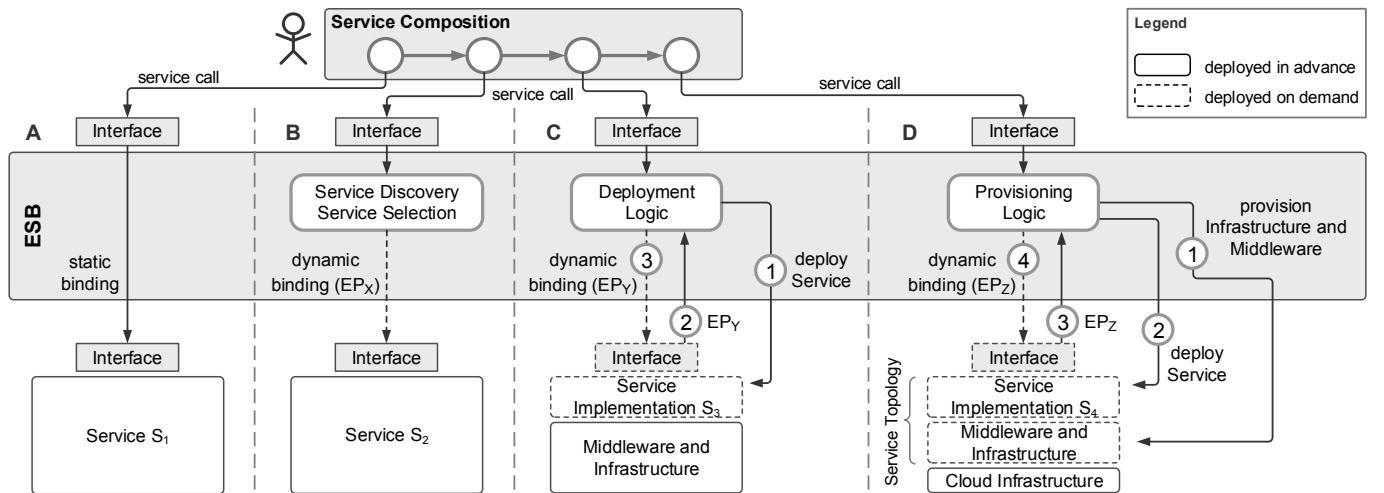 Service Composition
Legend
deployed in advance
deployed on demand
service call
service call
service call
A
Interface
B
Interface
C
Interface
D
Interface
ESB
Service Discovery
Service Selection
Deployment
Logic
Provisioning
Logic
static
binding
dynamic
binding (EPX)
dynamic
binding (EPY)
3
1
deploy
Service
2
EPY
dynamic
binding (EPZ)
4
1
provision
Infrastructure and
Middleware
3
EPZ
2
deploy
Service
Interface
Interface
Interface
Interface
Service S1
Service S2
Service
Implementation S3
Middleware and
Infrastructure
Service Topology
Service
Implementation S4
Middleware and
Infrastructure
Cloud Infrastructure